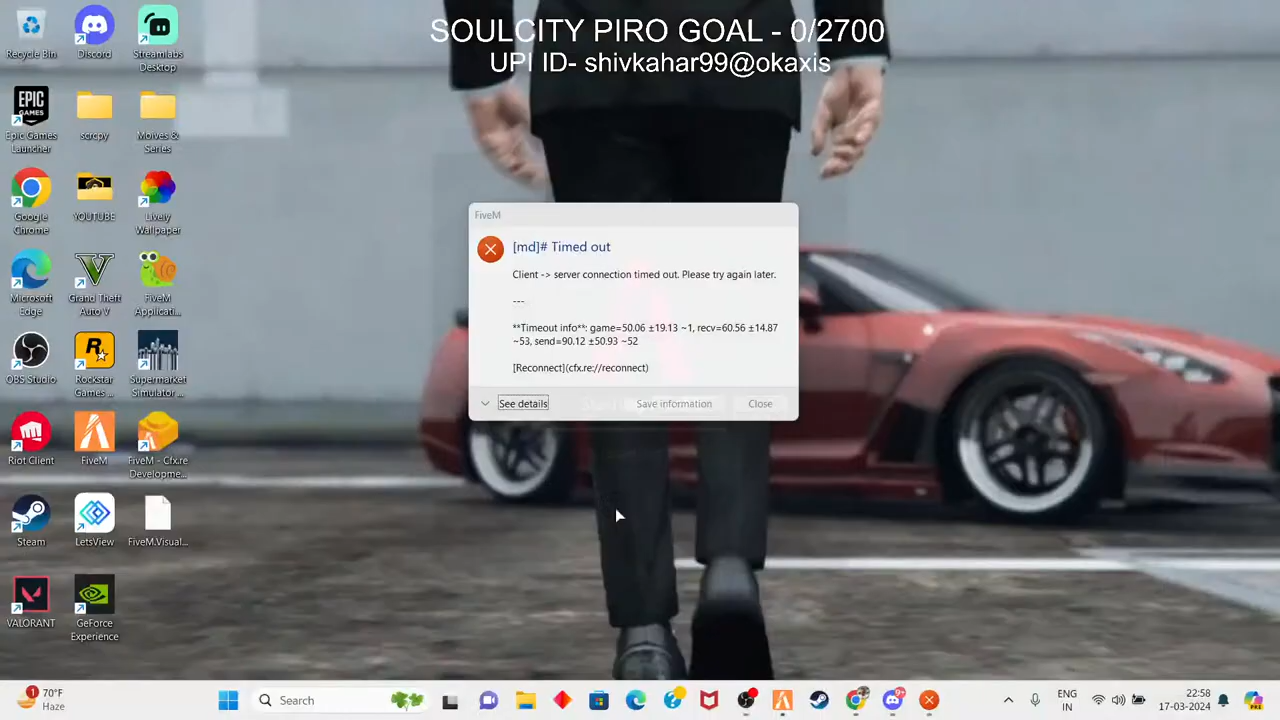 SOULCITY PIRO GOAL - 0/2700
UPI ID- shivkahar99@okaxis
Recycle Bin
Discord
Streamlabs
Desktop
EPIC
GAMES
Epic Games
Launcher
scrcpy
Moives &
Series
Google
Chrome
YOUTUBE
Lively
Wallpaper
Microsoft
Edge
Grand Theft
Auto V
FiveM
Applicati...
OBS Studio
Rockstar
Games ...
Supermarket
Simulator ...
Riot Client
FiveM
FiveM - Cfx.re
Developme...
Steam
LetsView
FiveM.Visual...
VALORANT
GeForce
Experience
FiveM
[md]# Timed out
Client -> server connection timed out. Please try again later.
---
**Timeout info**: game=50.06 ±19.13 ~1, recv=60.56 ±14.87
~53, send=90.12 ±50.93 ~52
[Reconnect](cfx.re://reconnect)
See details
Save information
Close
1
70°F
Haze
Search
9+
ENG
IN
22:58
17-03-2024